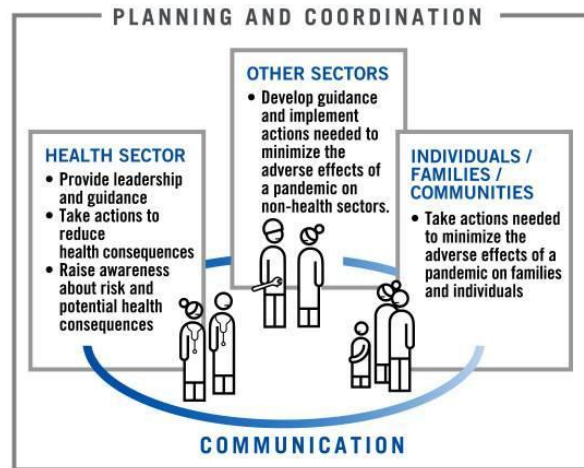 PLANNING AND COORDINATION
OTHER SECTORS
• Develop guidance
and implement
actions needed to
minimize the
adverse effects of
a pandemic on
non-health sectors.
HEALTH SECTOR
• Provide leadership
and guidance
• Take actions to
reduce
health consequences
• Raise awareness
about risk and
potential health
consequences
INDIVIDUALS /
FAMILIES /
COMMUNITIES
• Take actions needed
to minimize the
adverse effects of a
pandemic on families
and individuals
COMMUNICATION